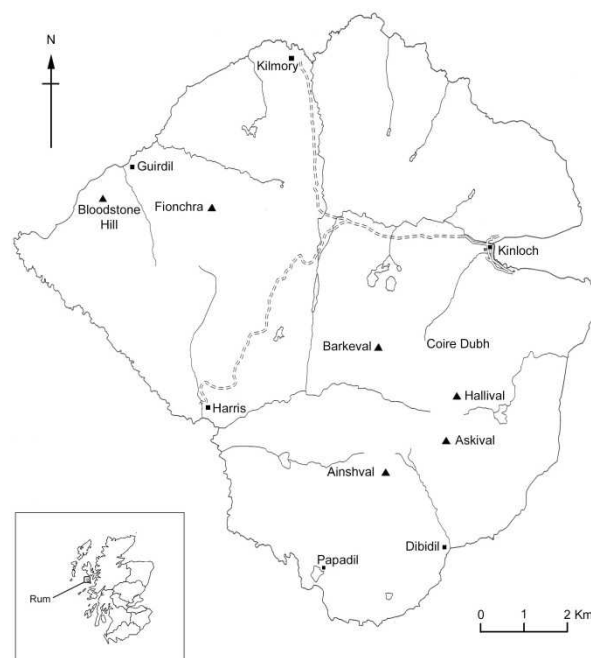 N
Kilmory
Guirdil
Bloodstone
Hill
Fionchra
Kinloch
Barkeval
Coire Dubh
Hallival
Harris
Askival
Ainshval
Dibidil
Papadil
Rum
0 1 2 Km